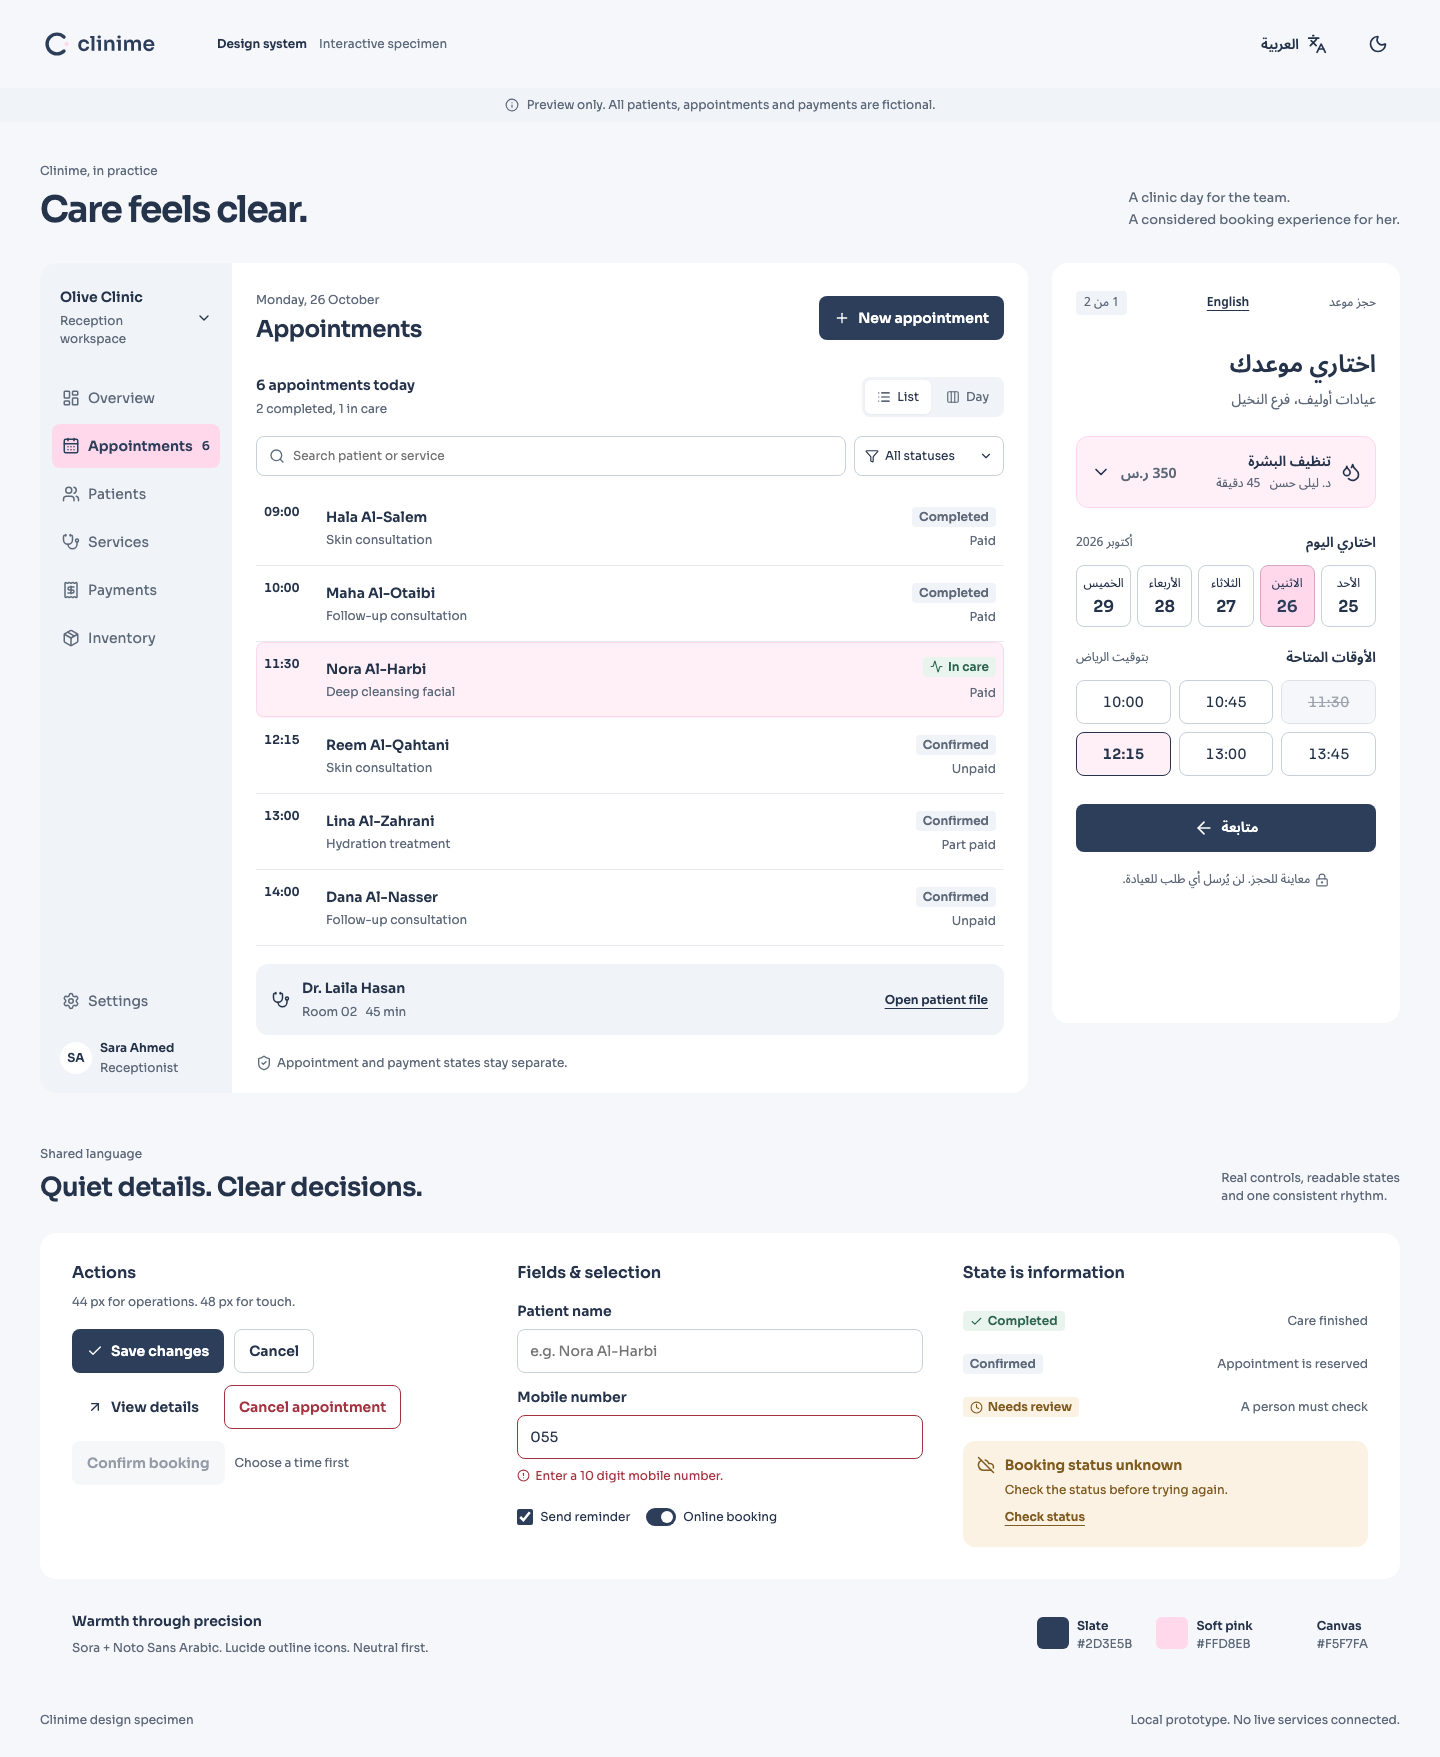 clinime
Design system Interactive specimen
العربية
Preview only. All patients, appointments and payments are fictional.
Clinime, in practice
Care feels clear.
A clinic day for the team.
A considered booking experience for her.
Olive Clinic
Reception
workspace
Overview
Appointments 6
Patients
Services
Payments
Inventory
Settings
SA
Sara Ahmed
Receptionist
Monday, 26 October
Appointments
New appointment
6 appointments today
2 completed, 1 in care
List
Day
Search patient or service
All statuses
09:00 Hala Al-Salem Completed
Skin consultation Paid
10:00 Maha Al-Otaibi Completed
Follow-up consultation Paid
11:30 Nora Al-Harbi In care
Deep cleansing facial Paid
12:15 Reem Al-Qahtani Confirmed
Skin consultation Unpaid
13:00 Lina Al-Zahrani Confirmed
Hydration treatment Part paid
14:00 Dana Al-Nasser Confirmed
Follow-up consultation Unpaid
Dr. Laila Hasan
Room 02 45 min
Open patient file
Appointment and payment states stay separate.
حجز موعد English 1 من 2
اختاري موعدك
عيادات أوليف، فرع النخيل
تنظيف البشرة
د. ليلى حسن 45 دقيقة
350 ر.س
اختاري اليوم أكتوبر 2026
الأحد الاثنين الثلاثاء الأربعاء الخميس
25 26 27 28 29
الأوقات المتاحة بتوقيت الرياض
10:00 10:45 11:30
12:15 13:00 13:45
متابعة
معاينة للحجز. لن يُرسل أي طلب للعيادة.
Shared language
Quiet details. Clear decisions.
Real controls, readable states
and one consistent rhythm.
Actions
44 px for operations. 48 px for touch.
Save changes Cancel
View details Cancel appointment
Confirm booking Choose a time first
Fields & selection
Patient name
e.g. Nora Al-Harbi
Mobile number
055
Enter a 10 digit mobile number.
Send reminder Online booking
State is information
Completed Care finished
Confirmed Appointment is reserved
Needs review A person must check
Booking status unknown
Check the status before trying again.
Check status
Warmth through precision
Sora + Noto Sans Arabic. Lucide outline icons. Neutral first.
Slate
#2D3E5B
Soft pink
#FFD8EB
Canvas
#F5F7FA
Clinime design specimen
Local prototype. No live services connected.